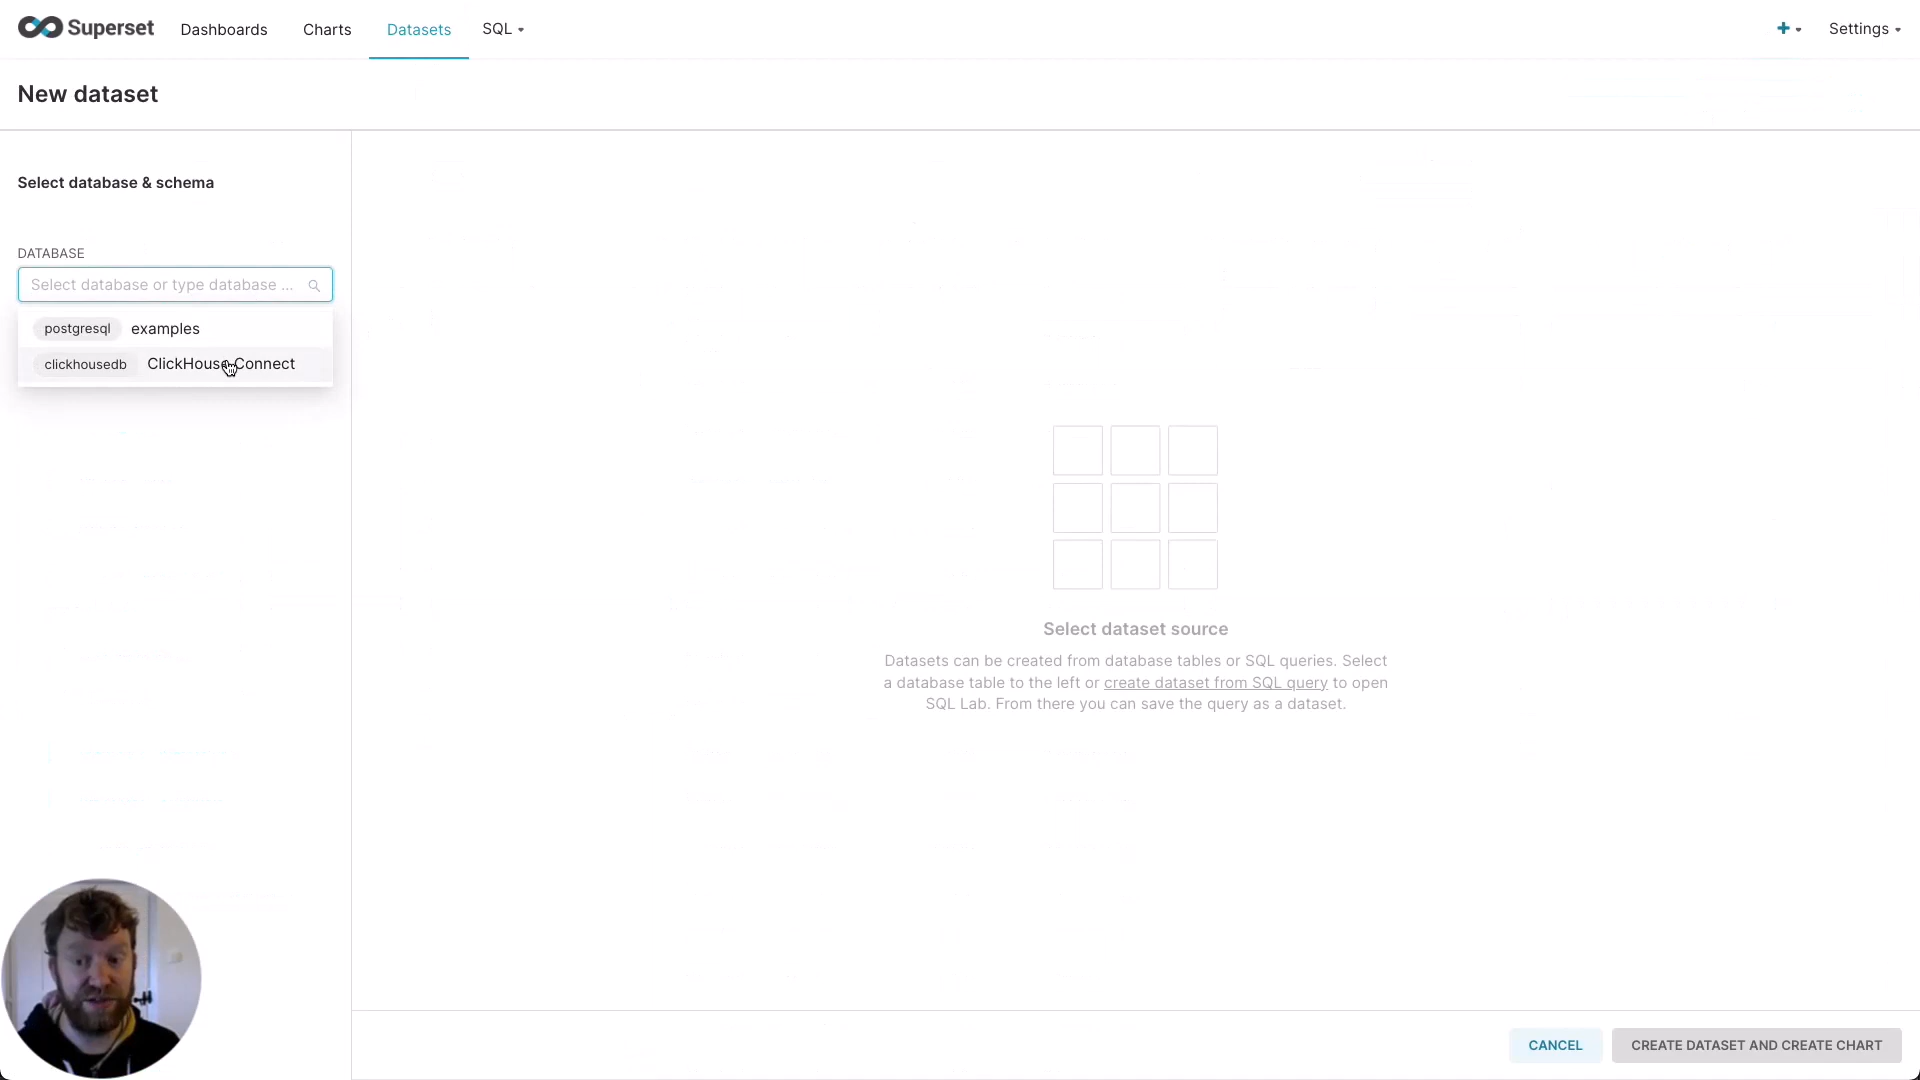 Superset Dashboards Charts Datasets SQL Settings
New dataset
Select database & schema
DATABASE
Select database or type database ...
postgresql examples
clickhousedb ClickHouse Connect
Select dataset source
Datasets can be created from database tables or SQL queries. Select
a database table to the left or create dataset from SQL query to open
SQL Lab. From there you can save the query as a dataset.
CANCEL CREATE DATASET AND CREATE CHART